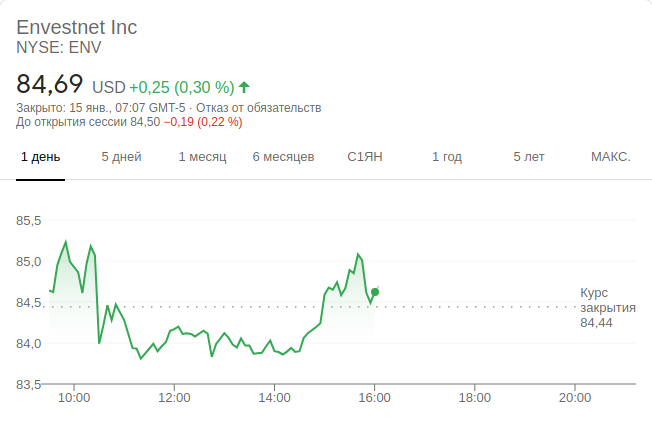 Envestnet Inc
NYSE: ENV
84,69 USD +0,25 (0,30 %)
Закрыто: 15 янв., 07:07 GMT-5 · Отказ от обязательств
До открытия сессии 84,50 −0,19 (0,22 %)
1 день 5 дней 1 месяц 6 месяцев С1ЯН 1 год 5 лет МАКС.
85,5
85,0
84,5
84,0
83,5
Курс
закрытия
84,44
10:00 12:00 14:00 16:00 18:00 20:00